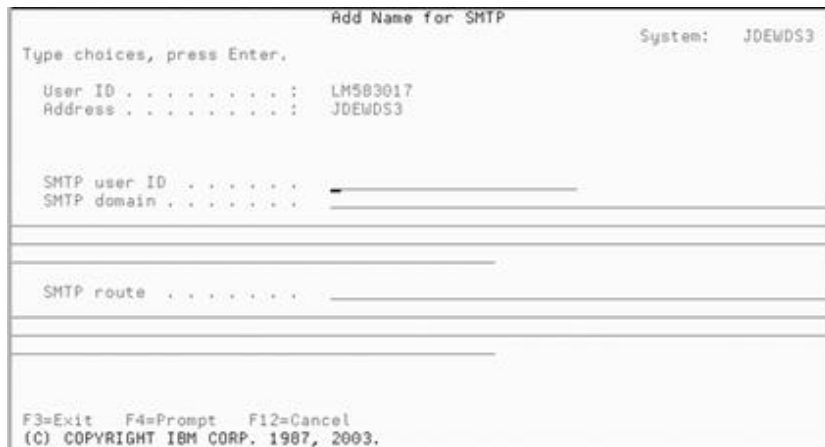 Add Name for SMTP
System: JDEWDS3
Type choices, press Enter.
User ID . . . . . . . . : LM583017
Address . . . . . . . . : JDEWDS3
SMTP user ID . . . . . .
SMTP domain . . . . . . .
SMTP route . . . . . . .
F3=Exit F4=Prompt F12=Cancel
(C) COPYRIGHT IBM CORP. 1987, 2003.